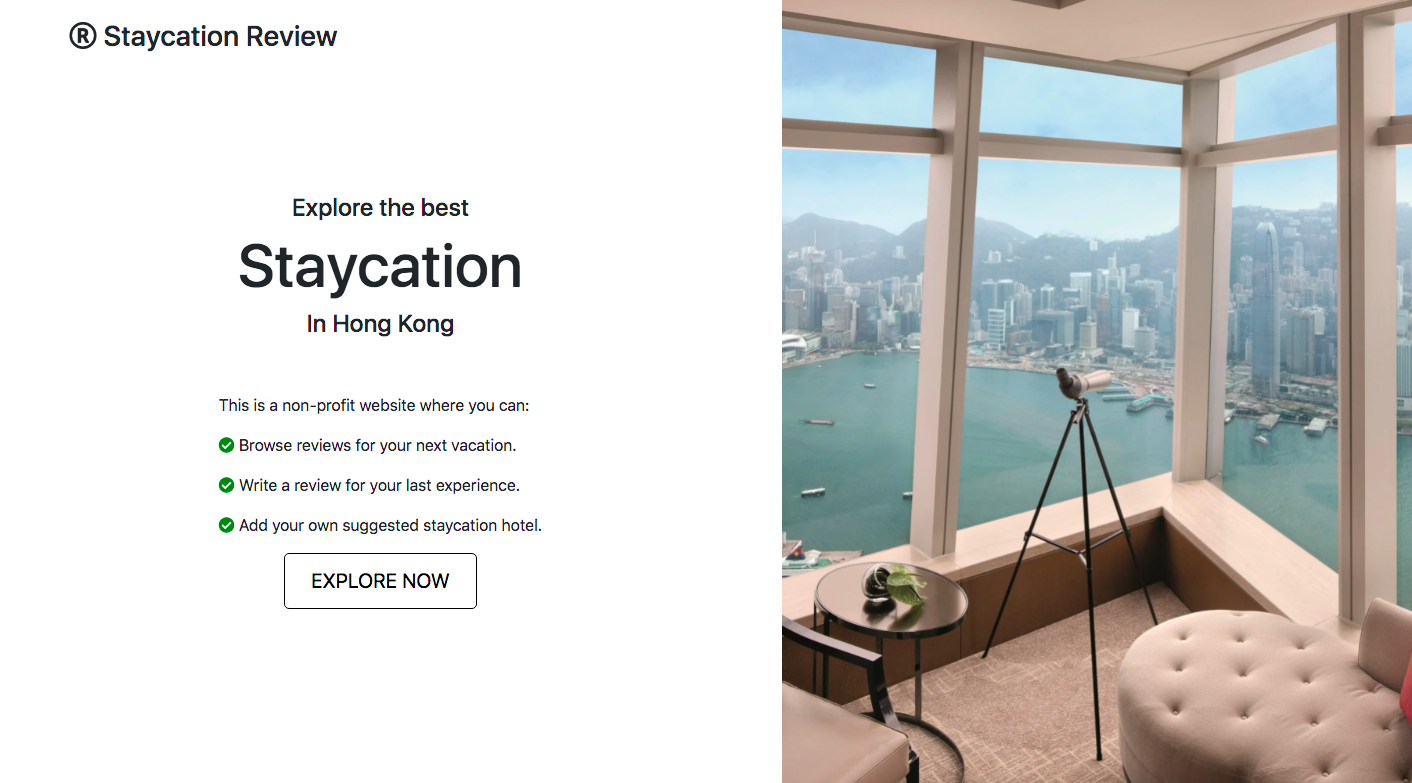 ® Staycation Review
Explore the best
Staycation
In Hong Kong
This is a non-profit website where you can:
Browse reviews for your next vacation.
Write a review for your last experience.
Add your own suggested staycation hotel.
EXPLORE NOW